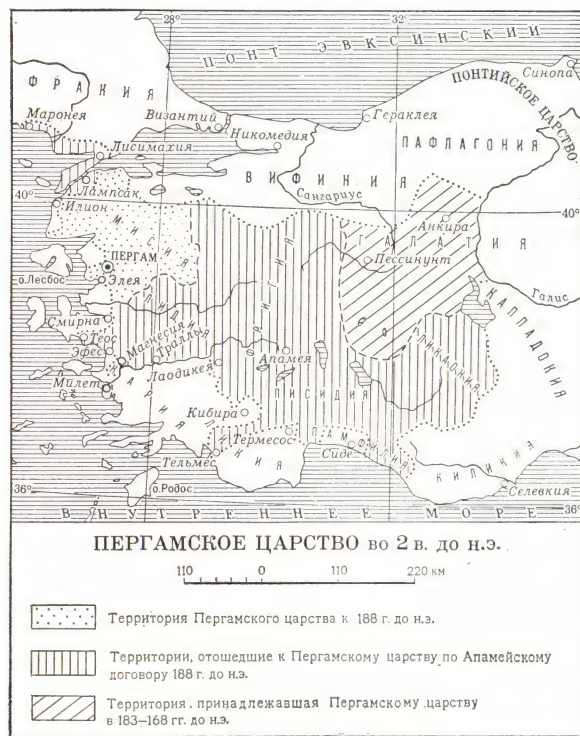 28°
32°
ПОНТ ЭВКСИНСКИЙ
Синопа
ФРАКИЯ
ПОНТИЙСКОЕ ЦАРСТВО
Маронея
Византий
Гераклея
Никомедия
ПАФЛАГОНИЯ
Лисимахия
ВИФИНИЯ
Лампсак
Сангариус
40°
40°
Илион
МИСИЯ
Анкира
ГАЛАТИЯ
ПЕРГАМ
Пессинунт
о.Лесбос
Элея
Галис
ФРИГИЯ
КАППАДОКИЯ
ЛИДИЯ
Смирна
Теос
Магнесия
Траллы
ЛИКАОНИЯ
Эфес
Апамея
Милет
Лаодикея
КАРИЯ
ПИСИДИЯ
Кибира
Термесос
ПАМФИЛИЯ
Сиде
ЛИКИЯ
КИЛИКИЯ
Тельмес
36°
о.Родос
Селевкия
36°
ВНУТРЕННЕЕ МОРЕ
ПЕРГАМСКОЕ ЦАРСТВО во 2 в. до н.э.
110 0 110 220 км
Территория Пергамского царства к 188 г. до н.э.
Территории, отошедшие к Пергамскому царству по Апамейскому
договору 188 г. до н.э.
Территория, принадлежавшая Пергамскому царству
в 183–168 гг. до н.э.